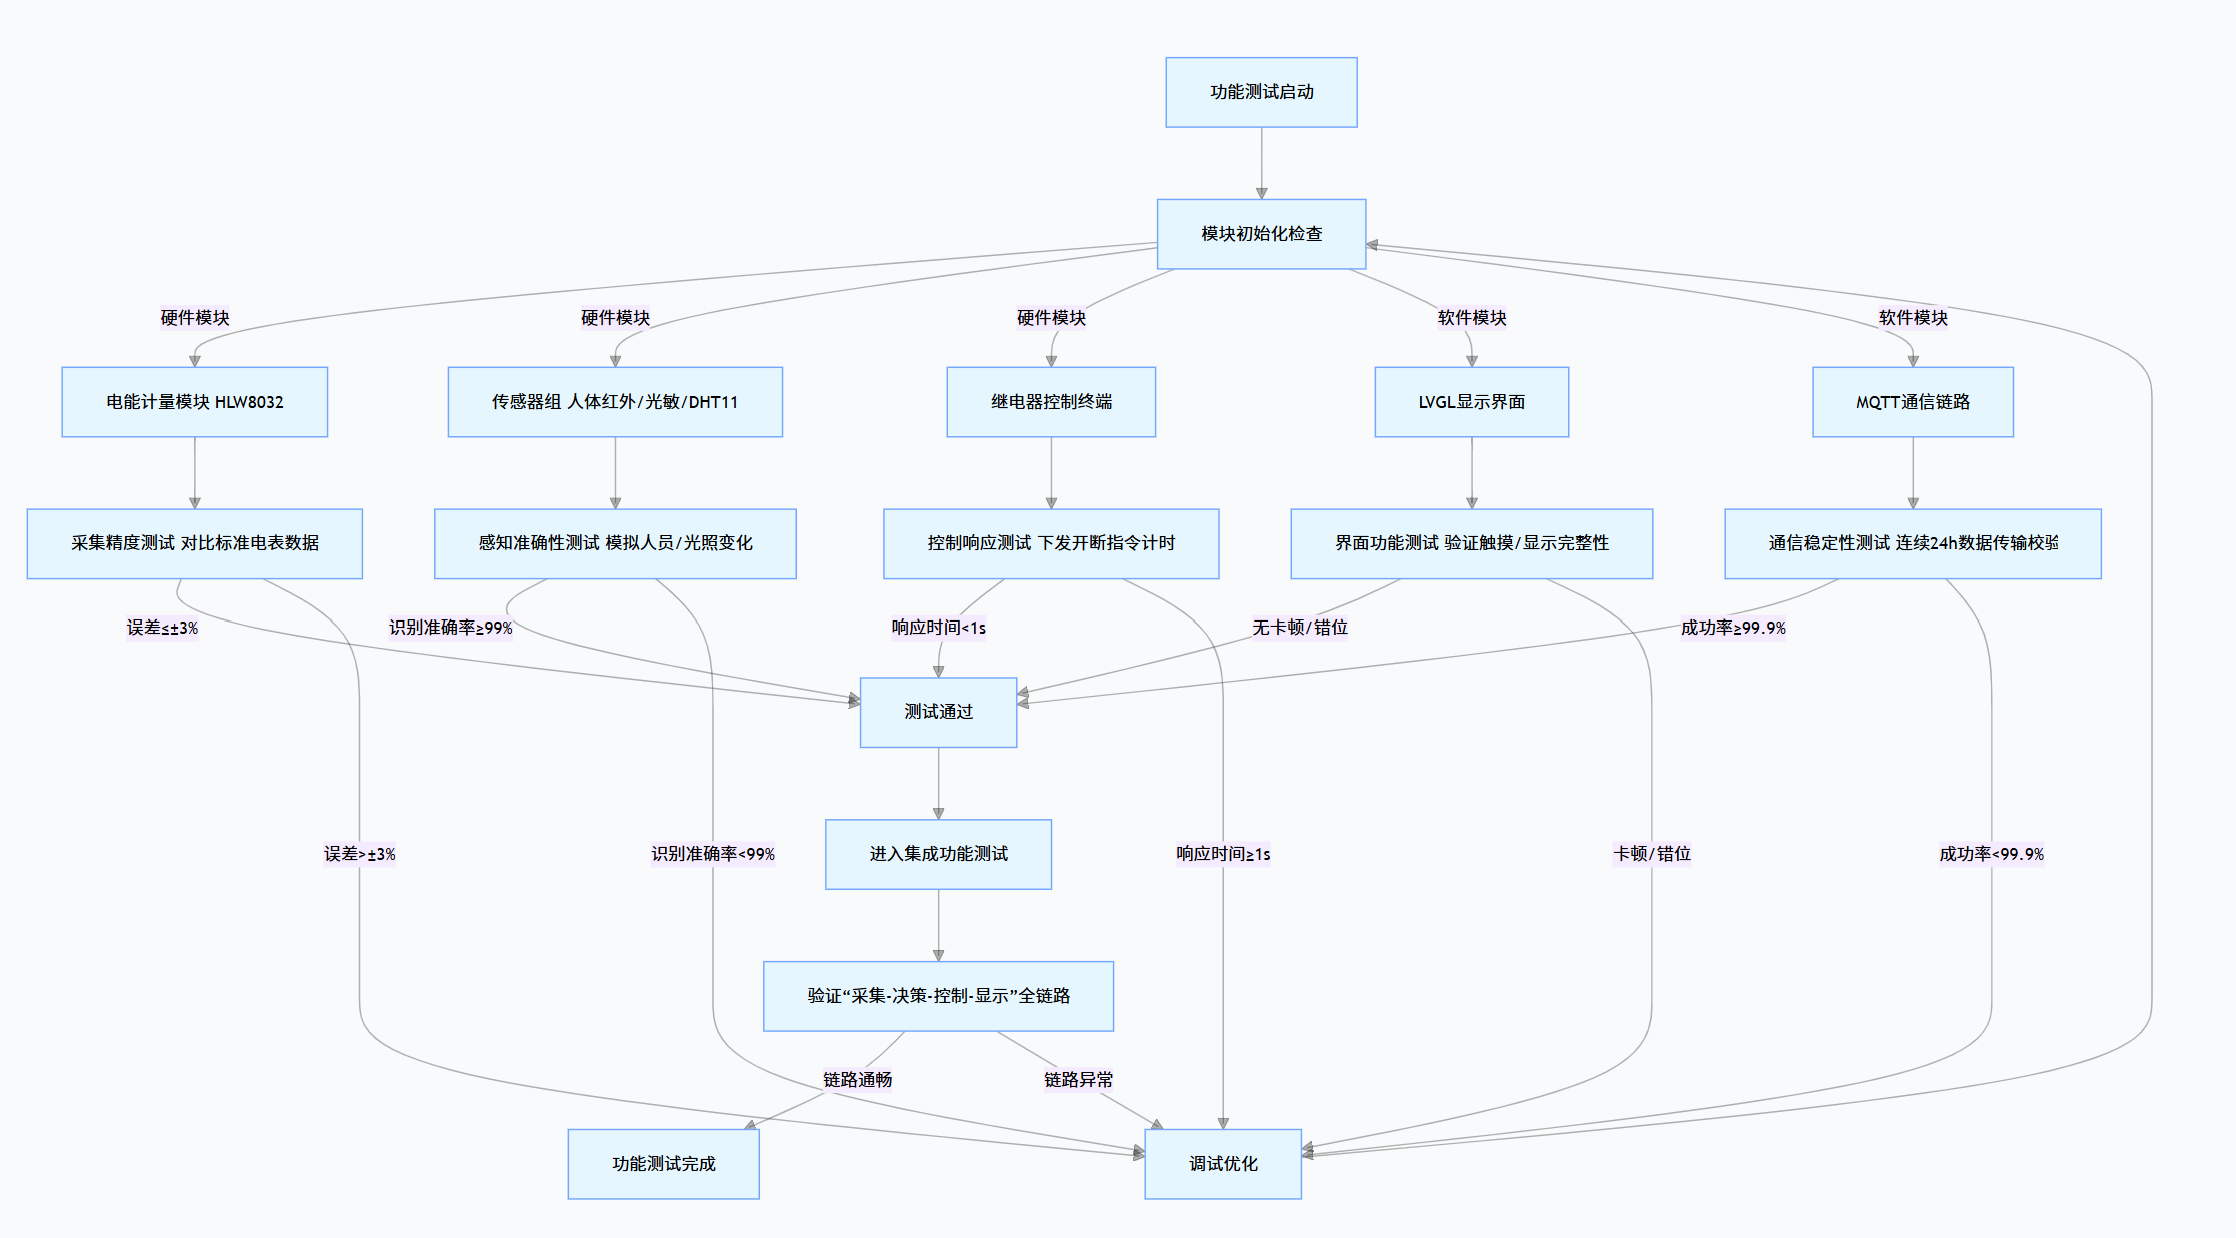 功能测试启动
模块初始化检查
硬件模块
硬件模块
硬件模块
软件模块
软件模块
电能计量模块 HLW8032
传感器组 人体红外/光敏/DHT11
继电器控制终端
LVGL显示界面
MQTT通信链路
采集精度测试 对比标准电表数据
感知准确性测试 模拟人员/光照变化
控制响应测试 下发开断指令计时
界面功能测试 验证触摸/显示完整性
通信稳定性测试 连续24h数据传输校验
误差≤±3%
识别准确率≥99%
响应时间<1s
无卡顿/错位
成功率≥99.9%
测试通过
误差>±3%
识别准确率<99%
进入集成功能测试
响应时间≥1s
卡顿/错位
成功率<99.9%
验证“采集-决策-控制-显示”全链路
链路通畅
链路异常
功能测试完成
调试优化